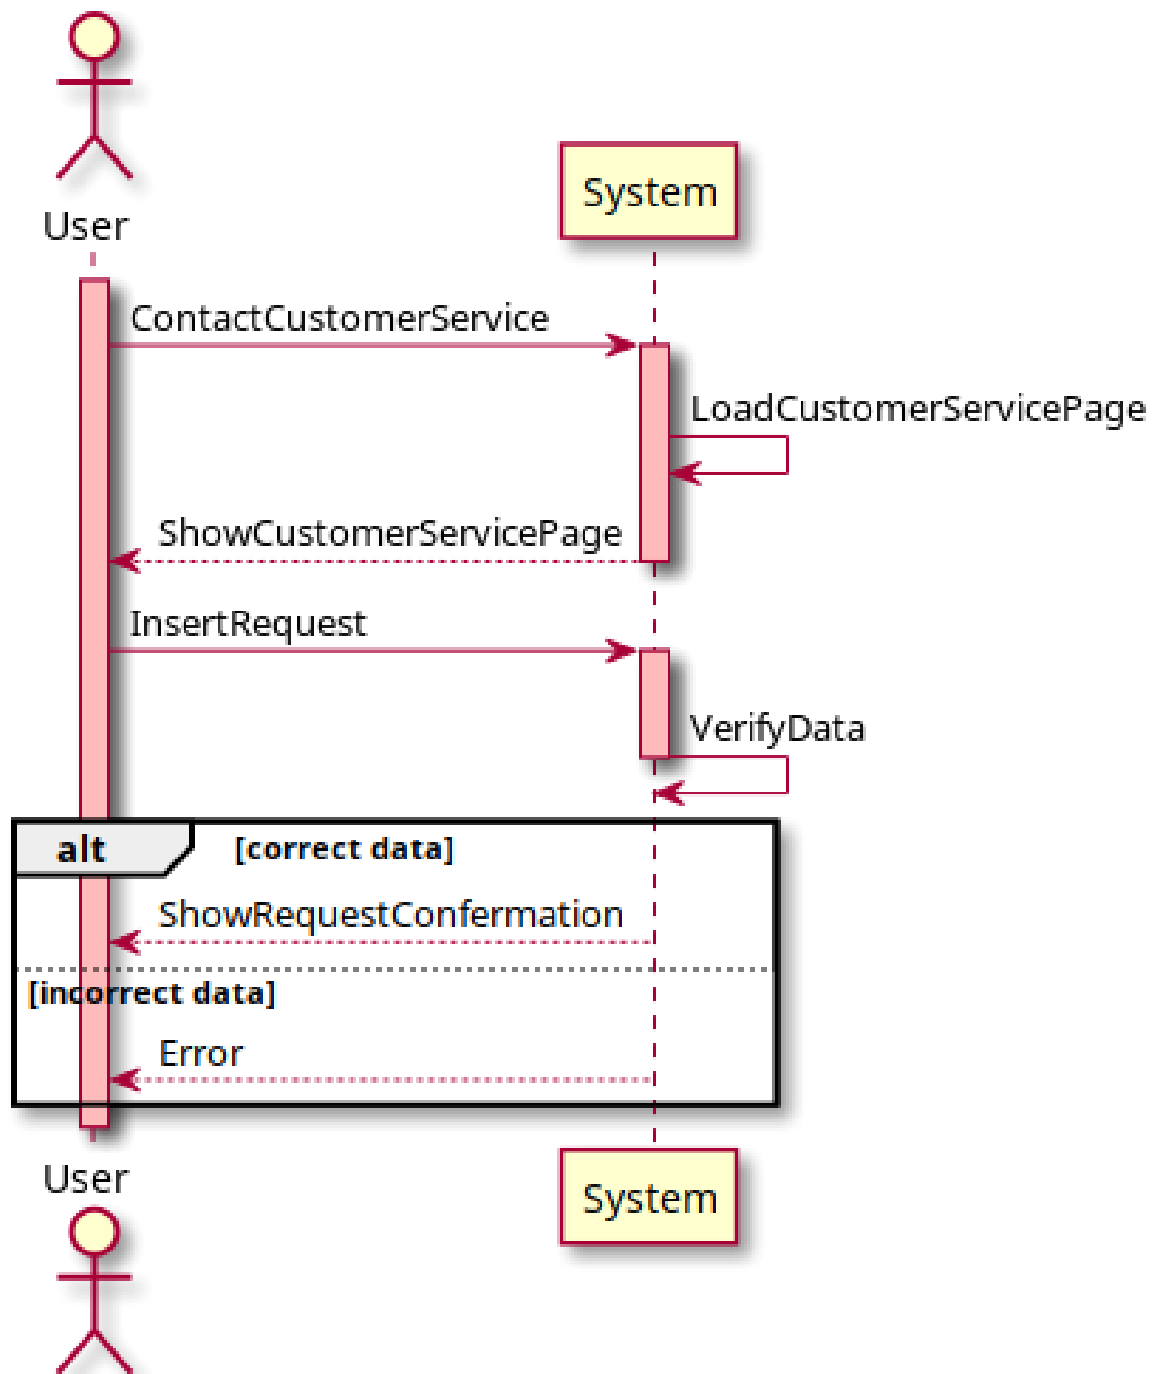 User
System
ContactCustomerService
LoadCustomerServicePage
ShowCustomerServicePage
InsertRequest
VerifyData
alt [correct data]
ShowRequestConfermation
[incorrect data]
Error
User
System